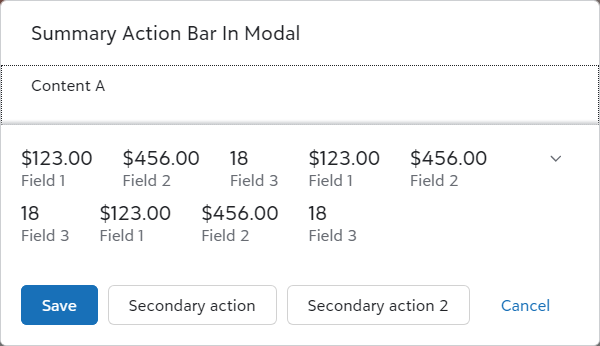 Summary Action Bar In Modal
Content A
$123.00 $456.00 18 $123.00 $456.00
Field 1 Field 2 Field 3 Field 1 Field 2
18 $123.00 $456.00 18
Field 3 Field 1 Field 2 Field 3
Save Secondary action Secondary action 2 Cancel